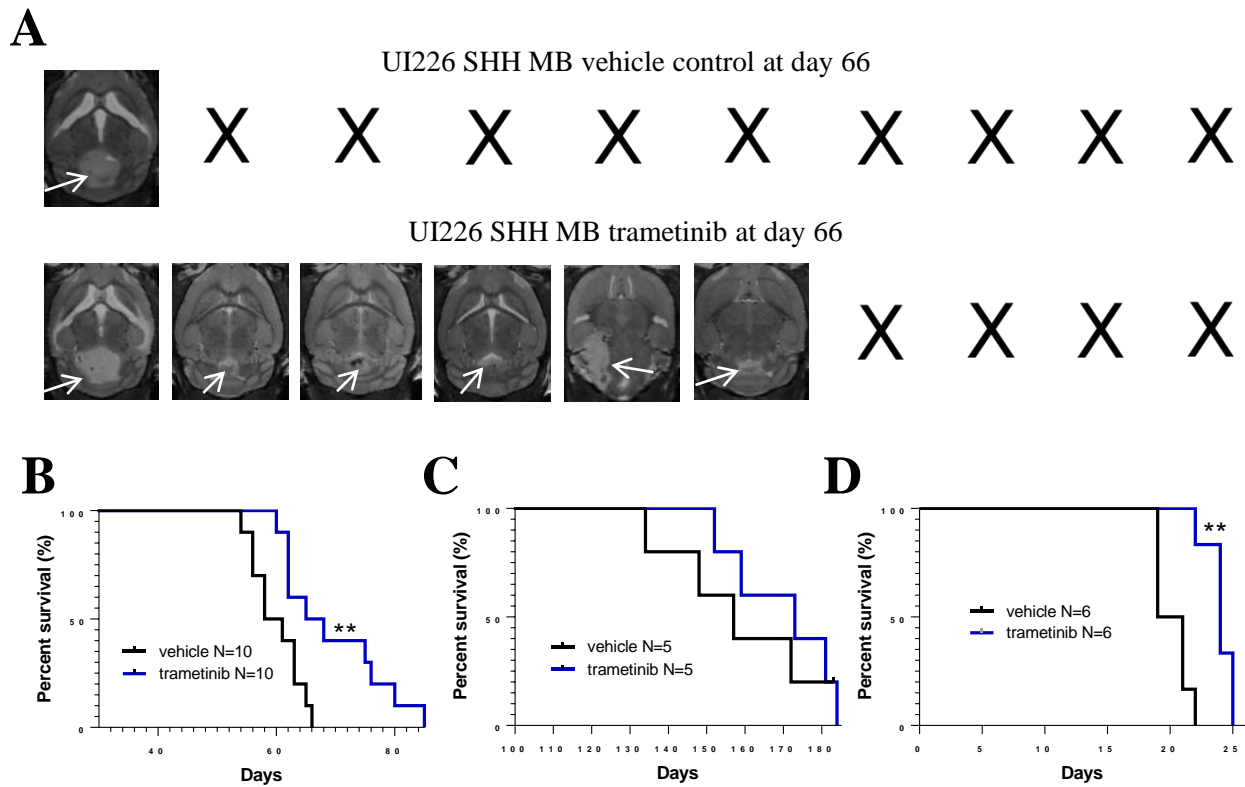 A
UI226 SHH MB vehicle control at day 66
X X X X X X X X X
UI226 SHH MB trametinib at day 66
X X X X
B
Percent survival (%)
100
50
0
**
vehicle N=10
trametinib N=10
40 60 80
Days
C
Percent survival (%)
100
50
0
vehicle N=5
trametinib N=5
100 110 120 130 140 150 160 170 180
Days
D
Percent survival (%)
100
50
0
**
vehicle N=6
trametinib N=6
0 5 10 15 20 25
Days